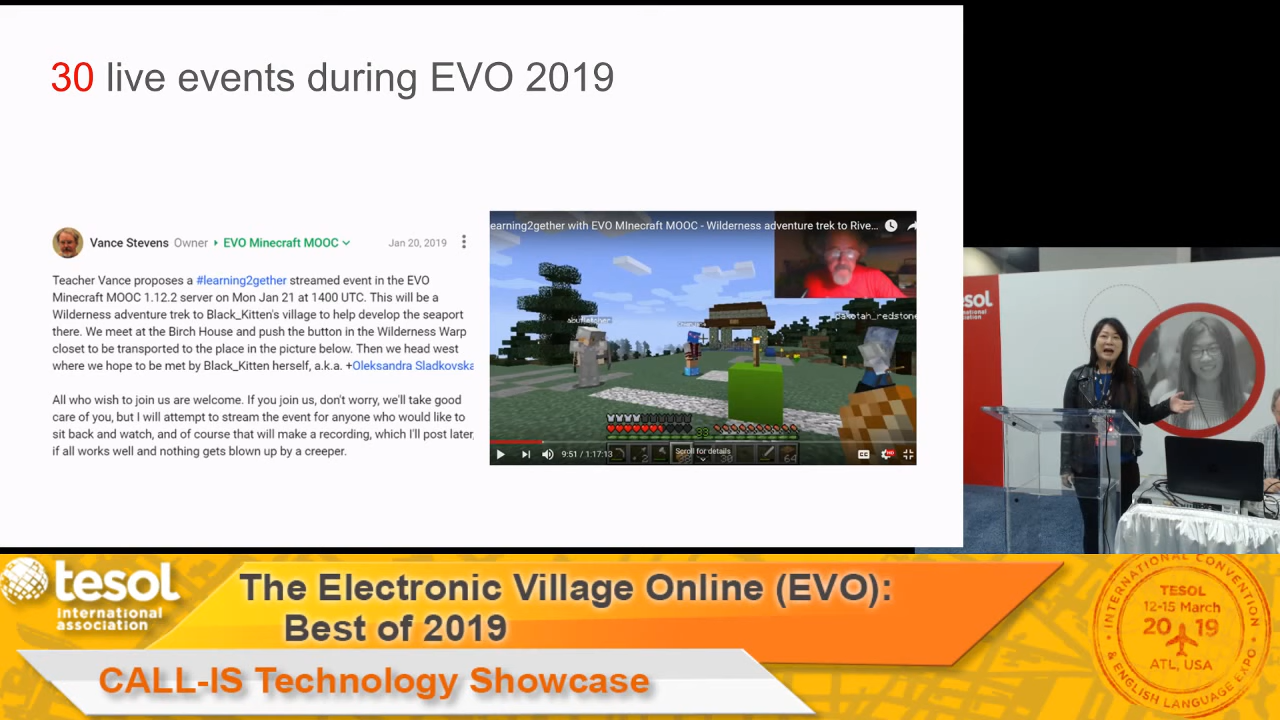 30 live events during EVO 2019
Vance Stevens Owner EVO Minecraft MOOC
Jan 20, 2019
Teacher Vance proposes a #learning2gether streamed event in the EVO
Minecraft MOOC 1.12.2 server on Mon Jan 21 at 1400 UTC. This will be a
Wilderness adventure trek to Black_Kitten's village to help develop the seaport
there. We meet at the Birch House and push the button in the Wilderness Warp
closet to be transported to the place in the picture below. Then we head west
where we hope to be met by Black_Kitten herself, a.k.a. +Oleksandra Sladkovska
All who wish to join us are welcome. If you join us, don't worry, we'll take good
care of you, but I will attempt to stream the event for anyone who would like to
sit back and watch, and of course that will make a recording, which I'll post later,
if all works well and nothing gets blown up by a creeper.
earning2gether with EVO MInecraft MOOC - Wilderness adventure trek to Rive...
dakotah_redstone
33
9:51 / 1:17:13
Scroll for details
30
64
CC
HD
sol
tesol
international
association
The Electronic Village Online (EVO):
Best of 2019
CALL-IS Technology Showcase
INTERNATIONAL CONVENTION
TESOL
12-15 March
20 19
ATL, USA
& ENGLISH LANGUAGE EXPO